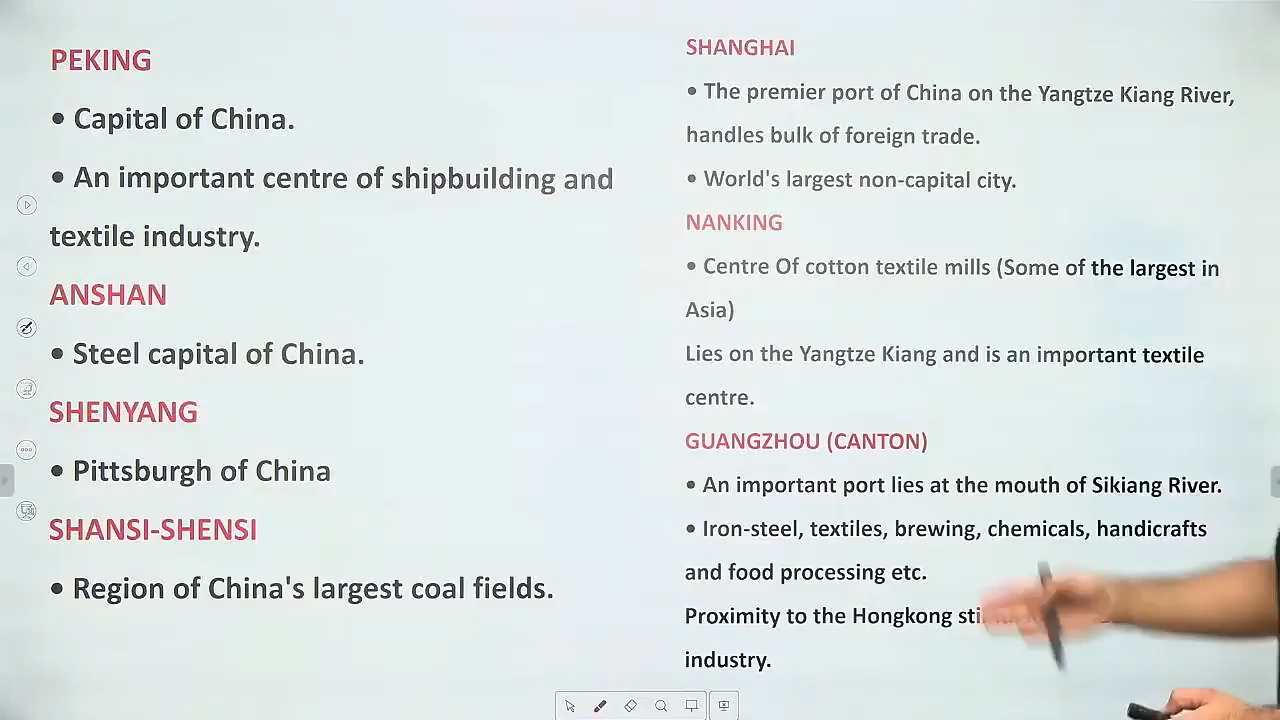 PEKING
• Capital of China.
• An important centre of shipbuilding and
textile industry.
ANSHAN
• Steel capital of China.
SHENYANG
• Pittsburgh of China
SHANSI-SHENSI
• Region of China's largest coal fields.
SHANGHAI
• The premier port of China on the Yangtze Kiang River,
handles bulk of foreign trade.
• World's largest non-capital city.
NANKING
• Centre Of cotton textile mills (Some of the largest in
Asia)
Lies on the Yangtze Kiang and is an important textile
centre.
GUANGZHOU (CANTON)
• An important port lies at the mouth of Sikiang River.
• Iron-steel, textiles, brewing, chemicals, handicrafts
and food processing etc.
Proximity to the Hongkong
industry.